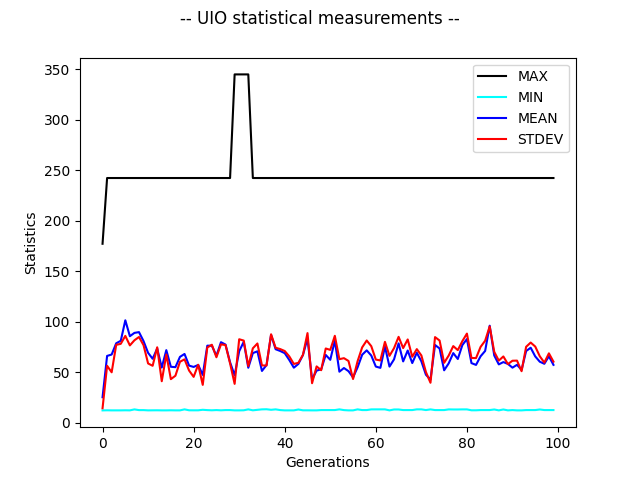 -- UIO statistical measurements --
350
300
250
200
150
100
50
0
Statistics
MAX
MIN
MEAN
STDEV
0 20 40 60 80 100
Generations